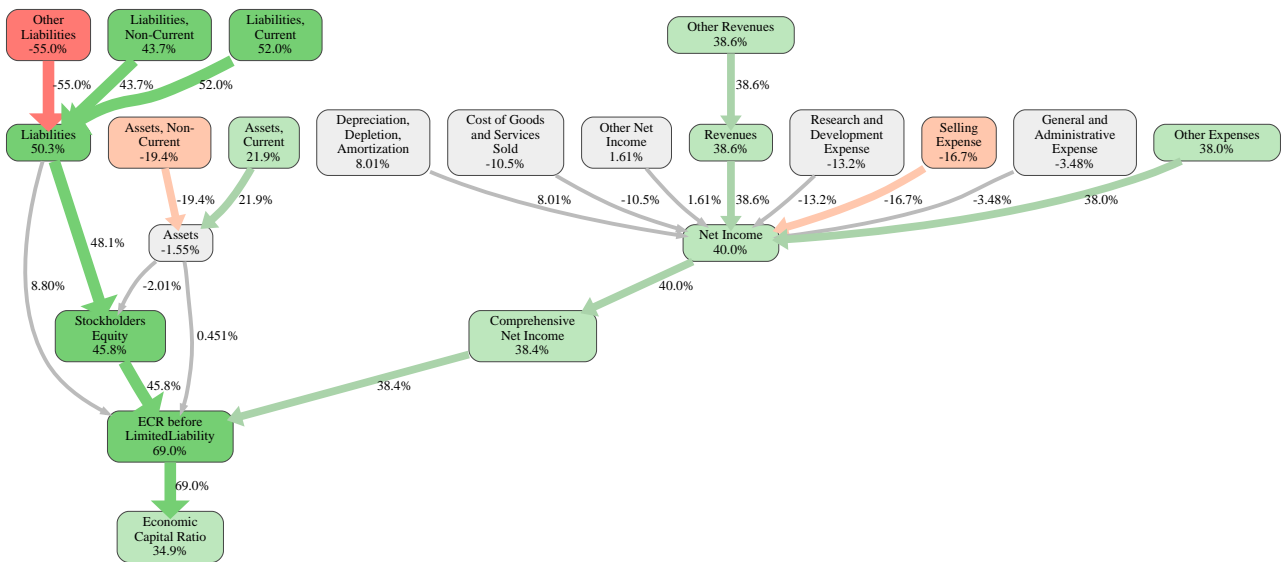 Other
Liabilities
-55.0%
Liabilities,
Non-Current
43.7%
Liabilities,
Current
52.0%
Other Revenues
38.6%
-55.0%
43.7%
52.0%
38.6%
Liabilities
50.3%
Assets, Non-
Current
-19.4%
Assets,
Current
21.9%
Depreciation,
Depletion,
Amortization
8.01%
Cost of Goods
and Services
Sold
-10.5%
Other Net
Income
1.61%
Revenues
38.6%
Research and
Development
Expense
-13.2%
Selling
Expense
-16.7%
General and
Administrative
Expense
-3.48%
Other Expenses
38.0%
-19.4%
21.9%
8.01%
-10.5%
1.61%
38.6%
-13.2%
-16.7%
-3.48%
38.0%
48.1%
Assets
-1.55%
Net Income
40.0%
8.80%
-2.01%
40.0%
Stockholders
Equity
45.8%
0.451%
Comprehensive
Net Income
38.4%
45.8%
38.4%
ECR before
LimitedLiability
69.0%
69.0%
Economic
Capital Ratio
34.9%